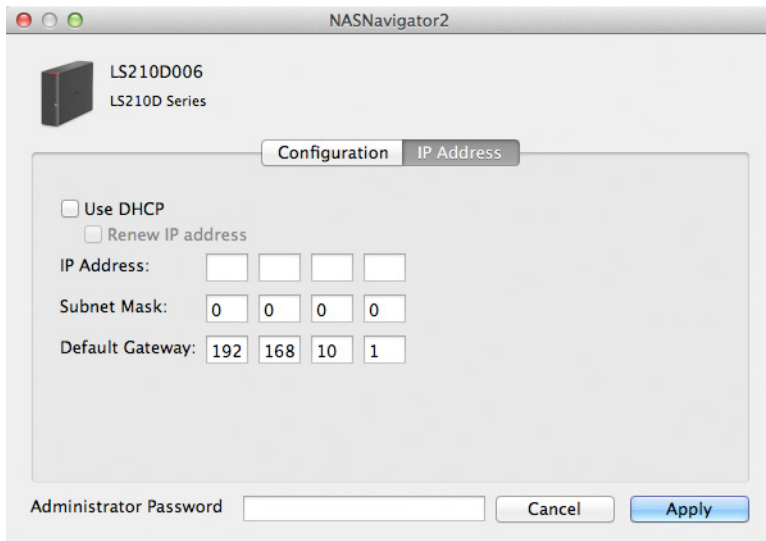 NASNavigator2
LS210D006
LS210D Series
Configuration IP Address
Use DHCP
Renew IP address
IP Address:
Subnet Mask: 0 0 0 0
Default Gateway: 192 168 10 1
Administrator Password Cancel Apply